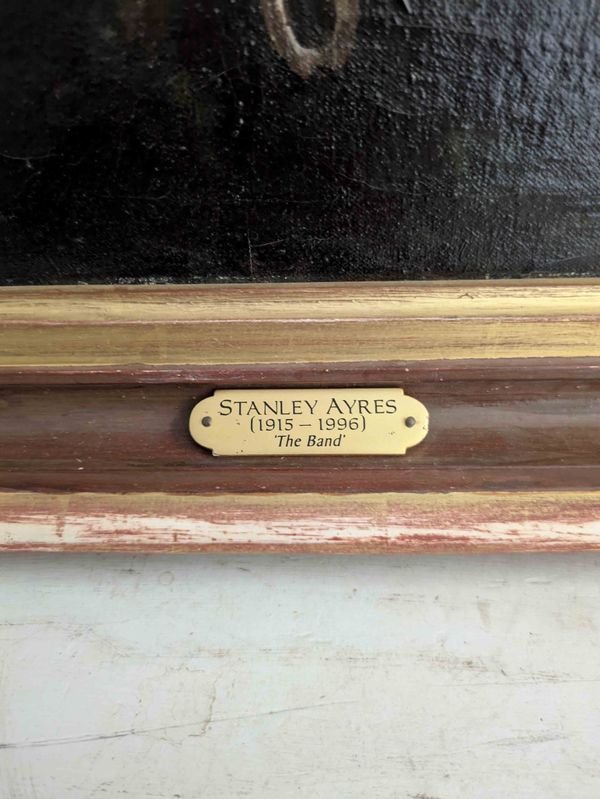 STANLEY AYRES
(1915 – 1996)
'The Band'